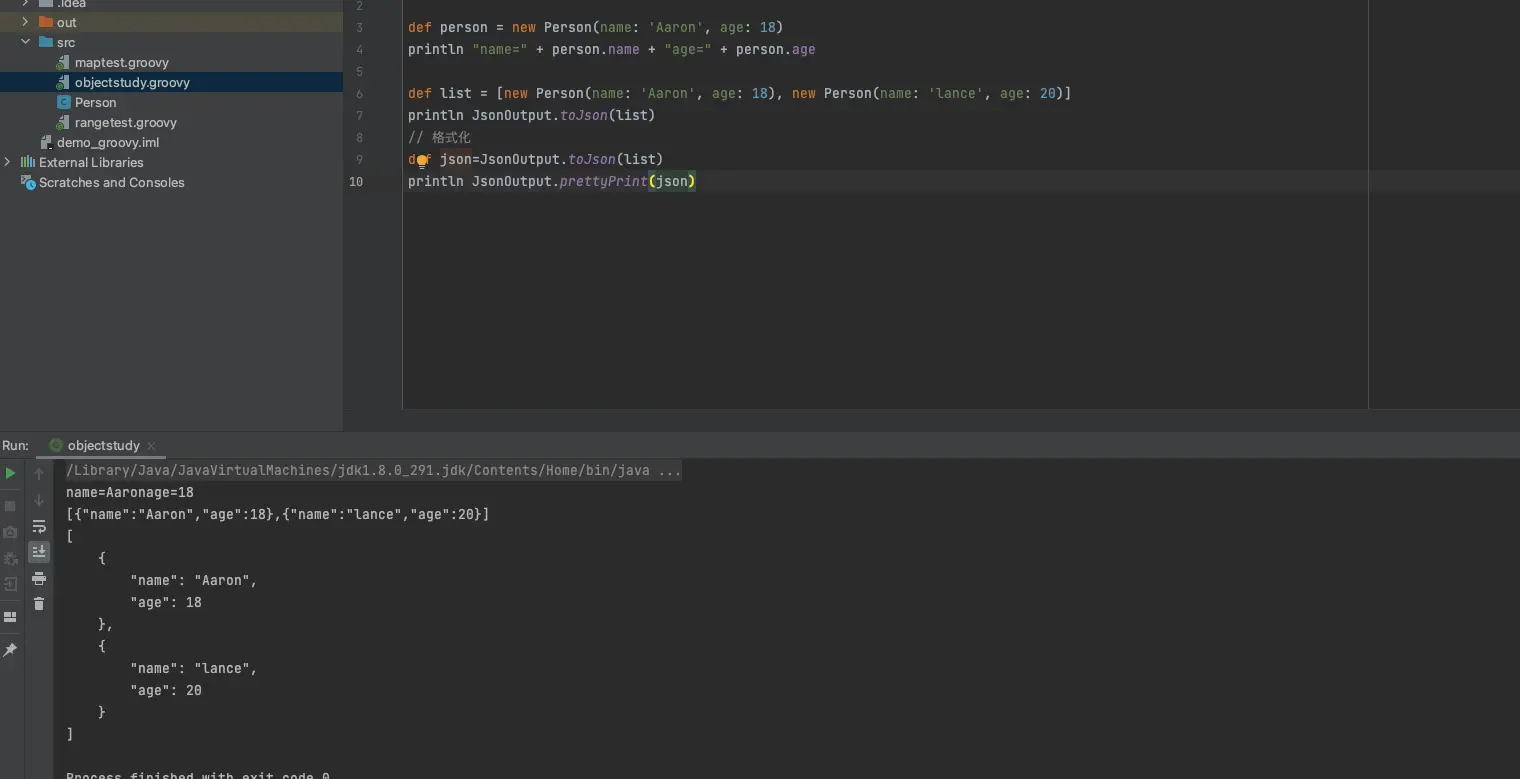 .idea
out
src
maptest.groovy
objectstudy.groovy
Person
rangetest.groovy
demo_groovy.iml
External Libraries
Scratches and Consoles
2
3 def person = new Person(name: 'Aaron', age: 18)
4 println "name=" + person.name + "age=" + person.age
5
6 def list = [new Person(name: 'Aaron', age: 18), new Person(name: 'lance', age: 20)]
7 println JsonOutput.toJson(list)
8 // 格式化
9 def json=JsonOutput.toJson(list)
10 println JsonOutput.prettyPrint(json)
Run: objectstudy
/Library/Java/JavaVirtualMachines/jdk1.8.0_291.jdk/Contents/Home/bin/java ...
name=Aaronage=18
[{"name":"Aaron","age":18},{"name":"lance","age":20}]
[
    {
        "name": "Aaron",
        "age": 18
    },
    {
        "name": "lance",
        "age": 20
    }
]
Process finished with exit code 0